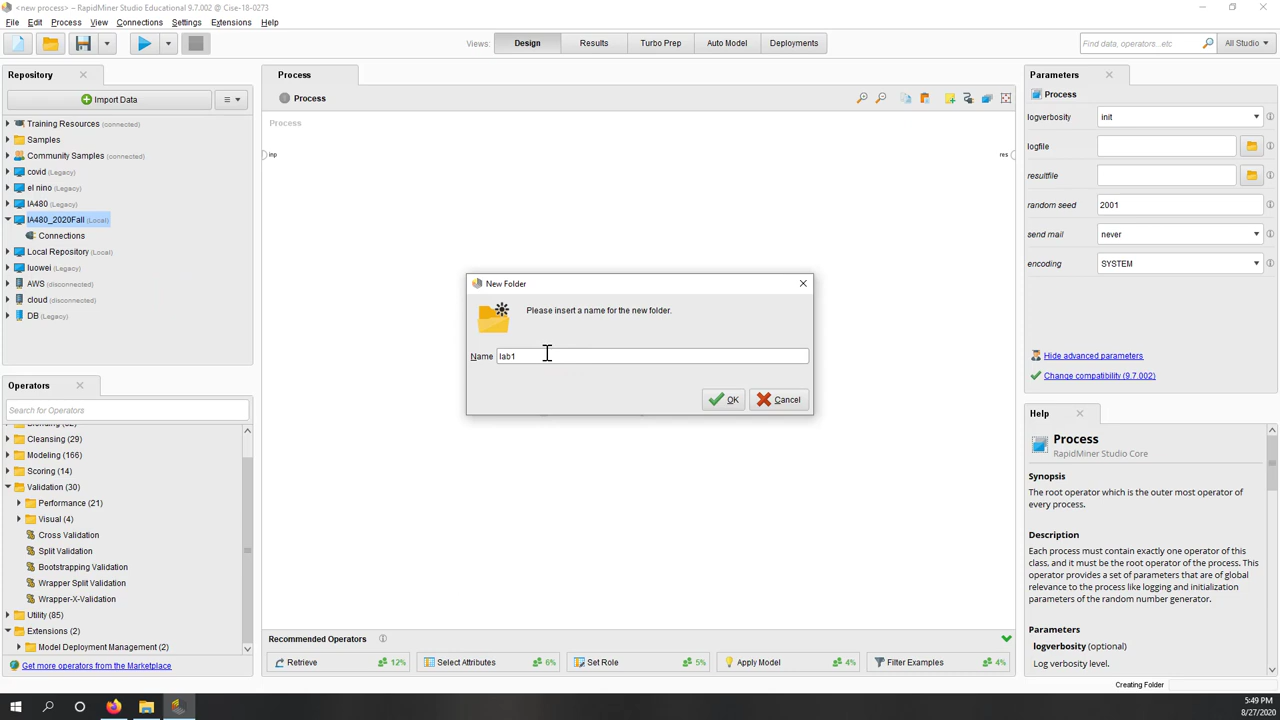 <new process> – RapidMiner Studio Educational 9.7.002 @ Cise-18-0273
File Edit Process View Connections Settings Extensions Help
Views: Design Results Turbo Prep Auto Model Deployments
Find data, operators...etc All Studio
Repository
Import Data
Training Resources (connected)
Samples
Community Samples (connected)
covid (Legacy)
el nino (Legacy)
IA480 (Legacy)
IA480_2020Fall (Local)
Connections
Local Repository (Local)
luowei (Legacy)
AWS (disconnected)
cloud (disconnected)
DB (Legacy)
Operators
Search for Operators
Cleansing (29)
Modeling (166)
Scoring (14)
Validation (30)
Performance (21)
Visual (4)
Cross Validation
Split Validation
Bootstrapping Validation
Wrapper Split Validation
Wrapper-X-Validation
Utility (85)
Extensions (2)
Model Deployment Management (2)
Get more operators from the Marketplace
Process
Process
Process
inp
res
New Folder
Please insert a name for the new folder.
Name lab1
OK Cancel
Recommended Operators
Retrieve 12%
Select Attributes 6%
Set Role 5%
Apply Model 4%
Filter Examples 4%
Parameters
Process
logverbosity init
logfile
resultfile
random seed 2001
send mail never
encoding SYSTEM
Hide advanced parameters
Change compatibility (9.7.002)
Help
Process
RapidMiner Studio Core
Synopsis
The root operator which is the outer most operator of
every process.
Description
Each process must contain exactly one operator of this
class, and it must be the root operator of the process. This
operator provides a set of parameters that are of global
relevance to the process like logging and initialization
parameters of the random number generator.
Parameters
logverbosity (optional)
Log verbosity level.
Creating Folder
5:49 PM
8/27/2020